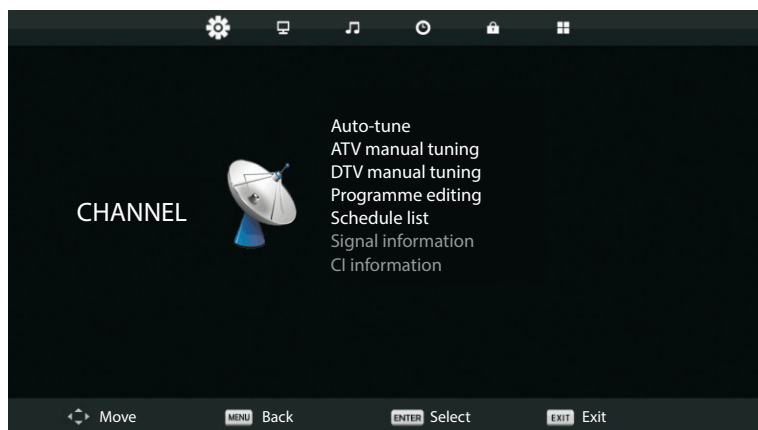 CHANNEL
Auto-tune
ATV manual tuning
DTV manual tuning
Programme editing
Schedule list
Signal information
CI information
Move MENU Back ENTER Select EXIT Exit